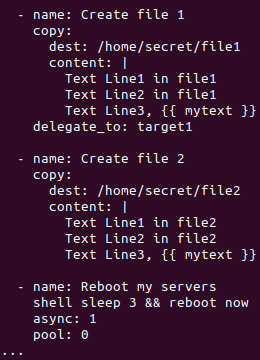 - name: Create file 1
  copy:
    dest: /home/secret/file1
    content: |
      Text Line1 in file1
      Text Line2 in file1
      Text Line3, {{ mytext }}
  delegate_to: target1

- name: Create file 2
  copy:
    dest: /home/secret/file2
    content: |
      Text Line1 in file2
      Text Line2 in file2
      Text Line3, {{ mytext }}

- name: Reboot my servers
  shell sleep 3 && reboot now
  async: 1
  pool: 0
...